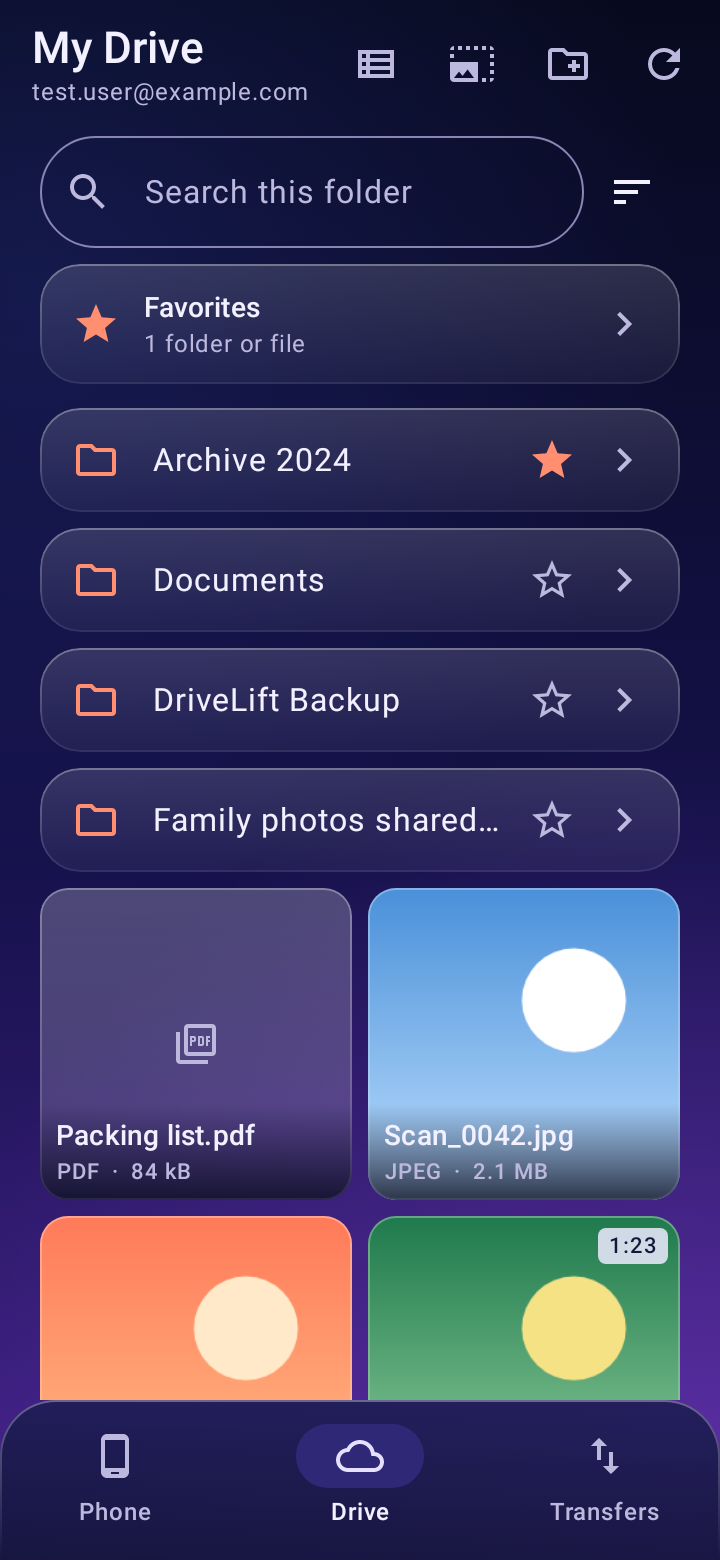 My Drive
test.user@example.com
Search this folder
Favorites
1 folder or file
Archive 2024
Documents
DriveLift Backup
Family photos shared…
PDF
Packing list.pdf
PDF · 84 kB
Scan_0042.jpg
JPEG · 2.1 MB
1:23
Phone
Drive
Transfers